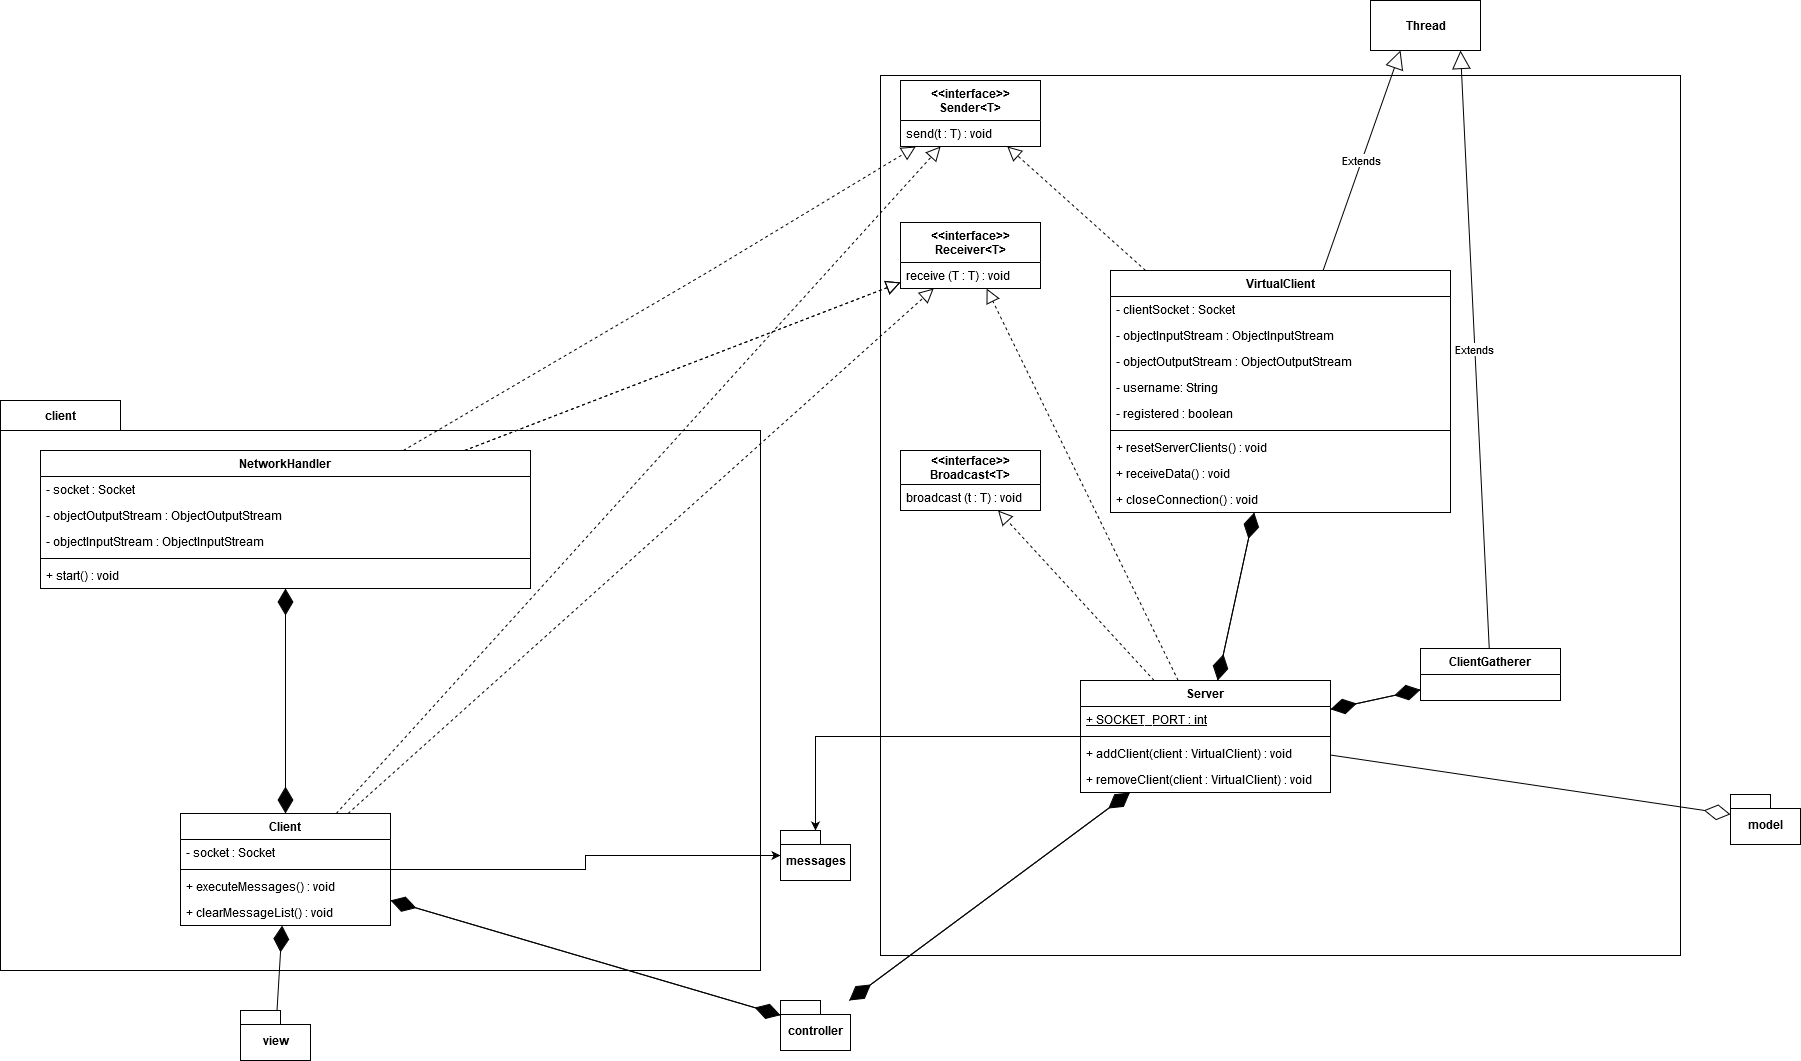 Thread
<<interface>>
Sender<T>
send(t : T) : void
Extends
<<interface>>
Receiver<T>
receive (T : T) : void
VirtualClient
- clientSocket : Socket
- objectInputStream : ObjectInputStream
- objectOutputStream : ObjectOutputStream
- username: String
- registered : boolean
+ resetServerClients() : void
+ receiveData() : void
+ closeConnection() : void
Extends
client
NetworkHandler
- socket : Socket
- objectOutputStream : ObjectOutputStream
- objectInputStream : ObjectInputStream
+ start() : void
<<interface>>
Broadcast<T>
broadcast (t : T) : void
ClientGatherer
Server
+ SOCKET_PORT : int
+ addClient(client : VirtualClient) : void
+ removeClient(client : VirtualClient) : void
Client
- socket : Socket
+ executeMessages() : void
+ clearMessageList() : void
messages
model
controller
view